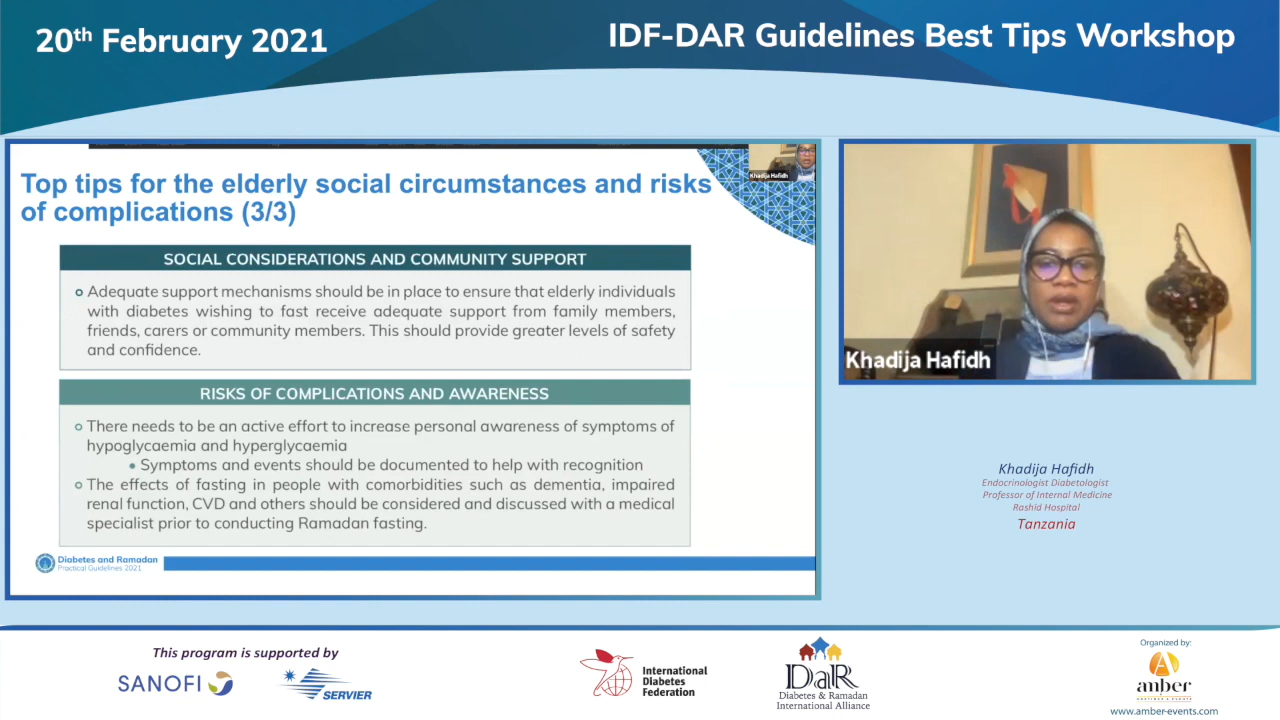 20th February 2021
IDF-DAR Guidelines Best Tips Workshop
Khadija Hafidh
Top tips for the elderly social circumstances and risks
of complications (3/3)
SOCIAL CONSIDERATIONS AND COMMUNITY SUPPORT
Adequate support mechanisms should be in place to ensure that elderly individuals
with diabetes wishing to fast receive adequate support from family members,
friends, carers or community members. This should provide greater levels of safety
and confidence.
RISKS OF COMPLICATIONS AND AWARENESS
There needs to be an active effort to increase personal awareness of symptoms of
hypoglycaemia and hyperglycaemia
Symptoms and events should be documented to help with recognition
The effects of fasting in people with comorbidities such as dementia, impaired
renal function, CVD and others should be considered and discussed with a medical
specialist prior to conducting Ramadan fasting.
Diabetes and Ramadan
Practical Guidelines 2021
Khadija Hafidh
Khadija Hafidh
Endocrinologist Diabetologist
Professor of Internal Medicine
Rashid Hospital
Tanzania
This program is supported by
SANOFI
SERVIER
International
Diabetes
Federation
DaR
Diabetes & Ramadan
International Alliance
Organized by:
anber
www.amber-events.com